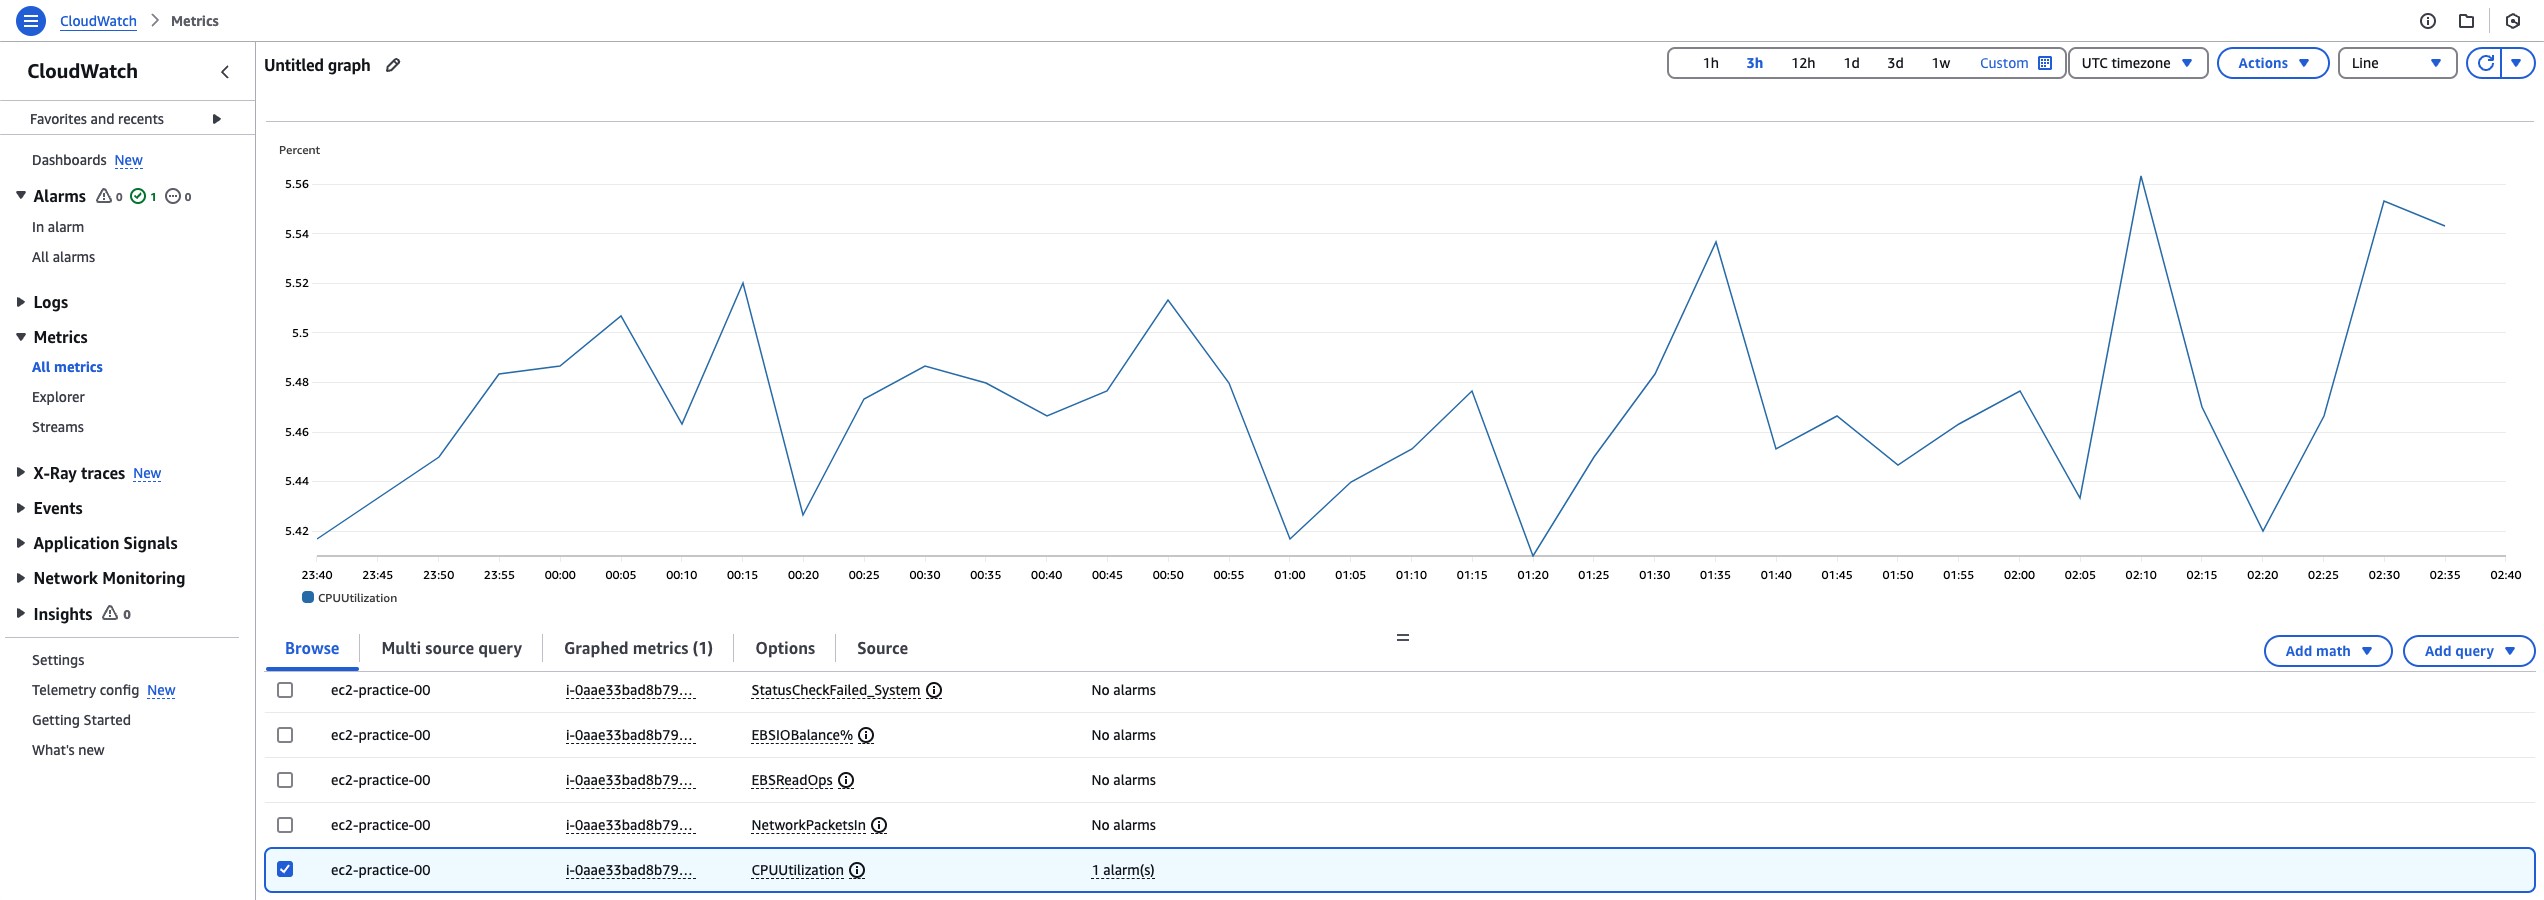 CloudWatch > Metrics
CloudWatch
Favorites and recents
Dashboards New
Alarms 0 1 0
In alarm
All alarms
Logs
Metrics
All metrics
Explorer
Streams
X-Ray traces New
Events
Application Signals
Network Monitoring
Insights 0
Settings
Telemetry config New
Getting Started
What's new
Untitled graph
1h 3h 12h 1d 3d 1w Custom UTC timezone Actions Line
Percent
5.56
5.54
5.52
5.5
5.48
5.46
5.44
5.42
23:40 23:45 23:50 23:55 00:00 00:05 00:10 00:15 00:20 00:25 00:30 00:35 00:40 00:45 00:50 00:55 01:00 01:05 01:10 01:15 01:20 01:25 01:30 01:35 01:40 01:45 01:50 01:55 02:00 02:05 02:10 02:15 02:20 02:25 02:30 02:35 02:40
CPUUtilization
Browse Multi source query Graphed metrics (1) Options Source Add math Add query
ec2-practice-00 i-0aae33bad8b79... StatusCheckFailed_System No alarms
ec2-practice-00 i-0aae33bad8b79... EBSIOBalance% No alarms
ec2-practice-00 i-0aae33bad8b79... EBSReadOps No alarms
ec2-practice-00 i-0aae33bad8b79... NetworkPacketsIn No alarms
ec2-practice-00 i-0aae33bad8b79... CPUUtilization 1 alarm(s)